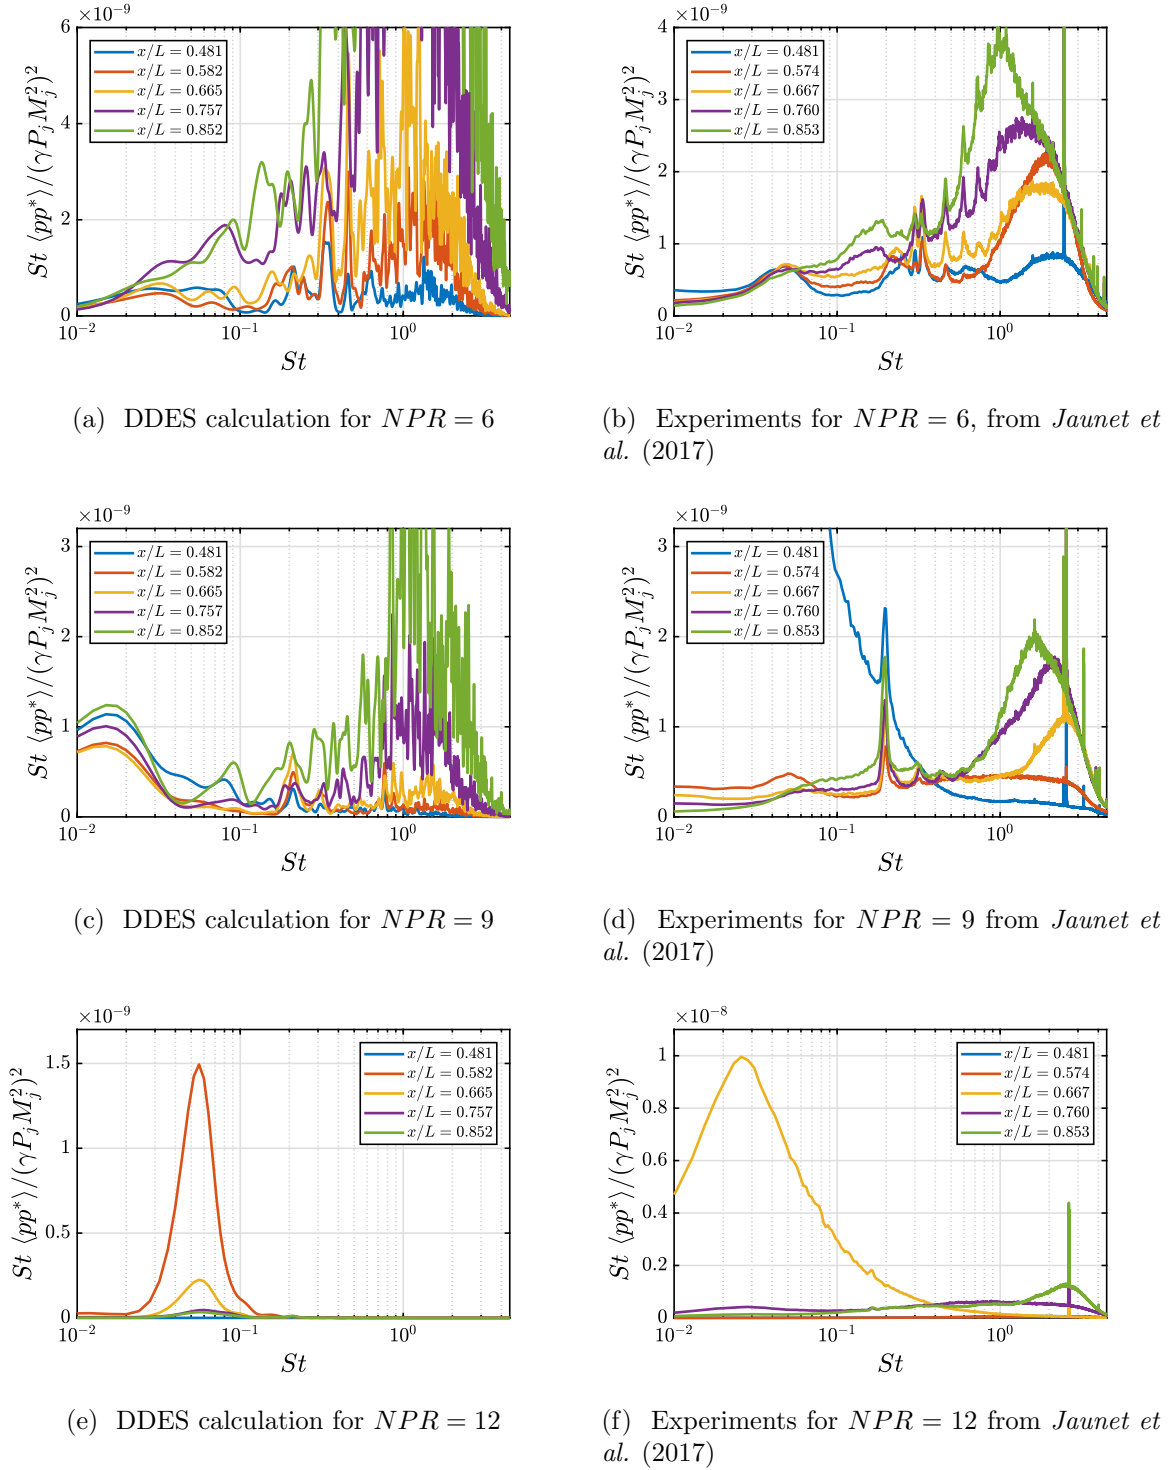 ×10⁻⁹
6
4
2
0
10⁻² 10⁻¹ 10⁰
St ⟨pp*⟩/(γP_jM_j²)²
St
x/L = 0.481
x/L = 0.582
x/L = 0.665
x/L = 0.757
x/L = 0.852
(a) DDES calculation for NPR = 6
×10⁻⁹
4
3
2
1
0
10⁻² 10⁻¹ 10⁰
St ⟨pp*⟩/(γP_jM_j²)²
St
x/L = 0.481
x/L = 0.574
x/L = 0.667
x/L = 0.760
x/L = 0.853
(b) Experiments for NPR = 6, from Jaunet et
al. (2017)
×10⁻⁹
3
2
1
0
10⁻² 10⁻¹ 10⁰
St ⟨pp*⟩/(γP_jM_j²)²
St
x/L = 0.481
x/L = 0.582
x/L = 0.665
x/L = 0.757
x/L = 0.852
(c) DDES calculation for NPR = 9
×10⁻⁹
3
2
1
0
10⁻² 10⁻¹ 10⁰
St ⟨pp*⟩/(γP_jM_j²)²
St
x/L = 0.481
x/L = 0.574
x/L = 0.667
x/L = 0.760
x/L = 0.853
(d) Experiments for NPR = 9 from Jaunet et
al. (2017)
×10⁻⁹
1.5
1
0.5
0
10⁻² 10⁻¹ 10⁰
St ⟨pp*⟩/(γP_jM_j²)²
St
x/L = 0.481
x/L = 0.582
x/L = 0.665
x/L = 0.757
x/L = 0.852
(e) DDES calculation for NPR = 12
×10⁻⁸
1
0.8
0.6
0.4
0.2
0
10⁻² 10⁻¹ 10⁰
St ⟨pp*⟩/(γP_jM_j²)²
St
x/L = 0.481
x/L = 0.574
x/L = 0.667
x/L = 0.760
x/L = 0.853
(f) Experiments for NPR = 12 from Jaunet et
al. (2017)